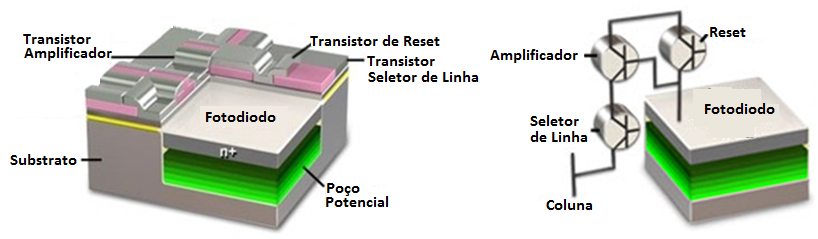 Transistor
Amplificador
Transistor de Reset
Transistor
Seletor de Linha
Fotodiodo
n+
Substrato
Poço
Potencial
Reset
Amplificador
Fotodiodo
Seletor
de Linha
Coluna